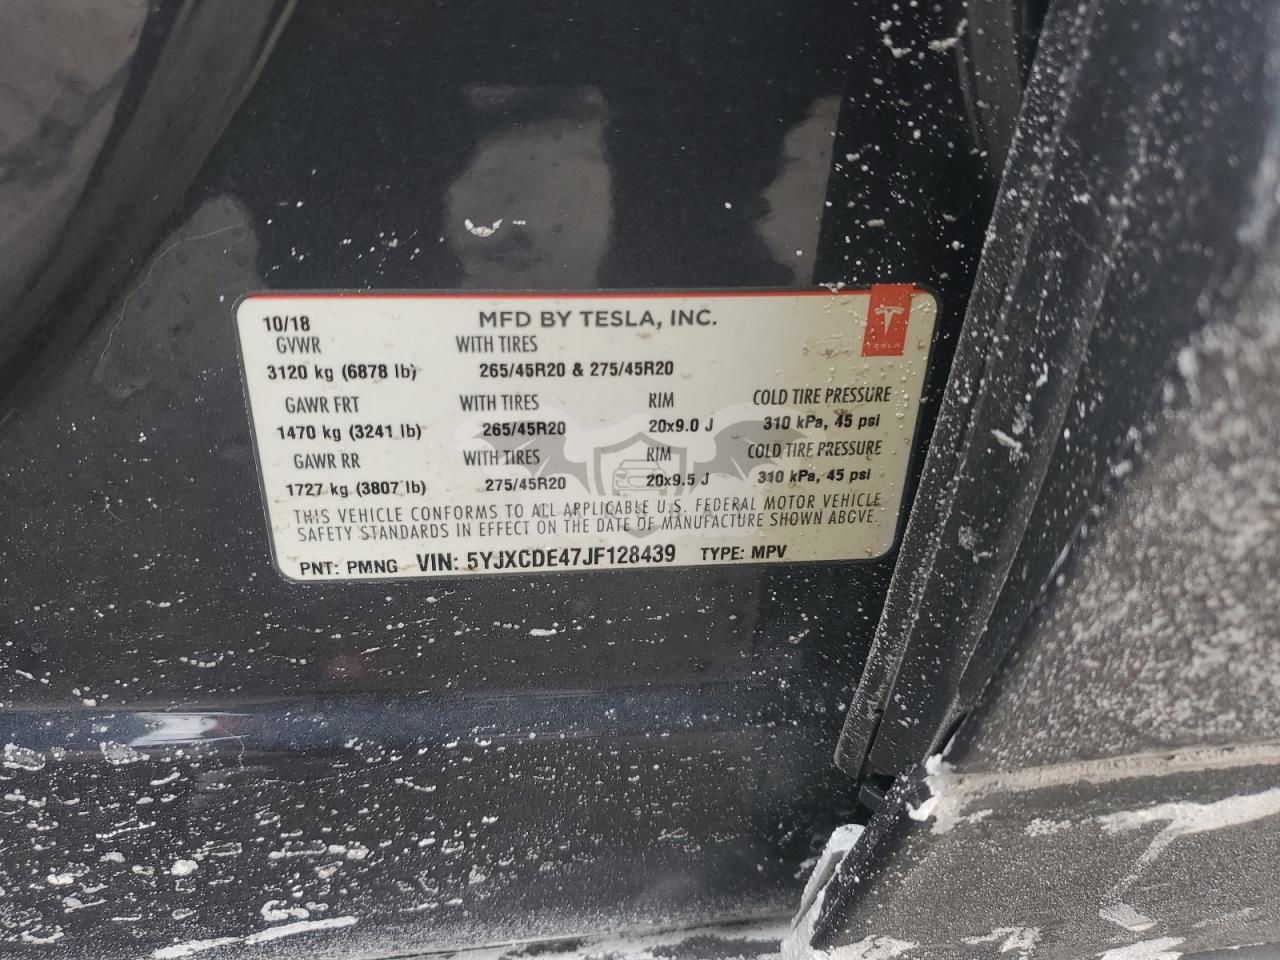 10/18 MFD BY TESLA, INC.
GVWR WITH TIRES
3120 kg (6878 lb) 265/45R20 & 275/45R20
GAWR FRT WITH TIRES RIM COLD TIRE PRESSURE
1470 kg (3241 lb) 265/45R20 20x9.0 J 310 kPa, 45 psi
GAWR RR WITH TIRES RIM COLD TIRE PRESSURE
1727 kg (3807 lb) 275/45R20 20x9.5 J 310 kPa, 45 psi
THIS VEHICLE CONFORMS TO ALL APPLICABLE U.S. FEDERAL MOTOR VEHICLE
SAFETY STANDARDS IN EFFECT ON THE DATE OF MANUFACTURE SHOWN ABOVE.
PNT: PMNG VIN: 5YJXCDE47JF128439 TYPE: MPV
TESLA